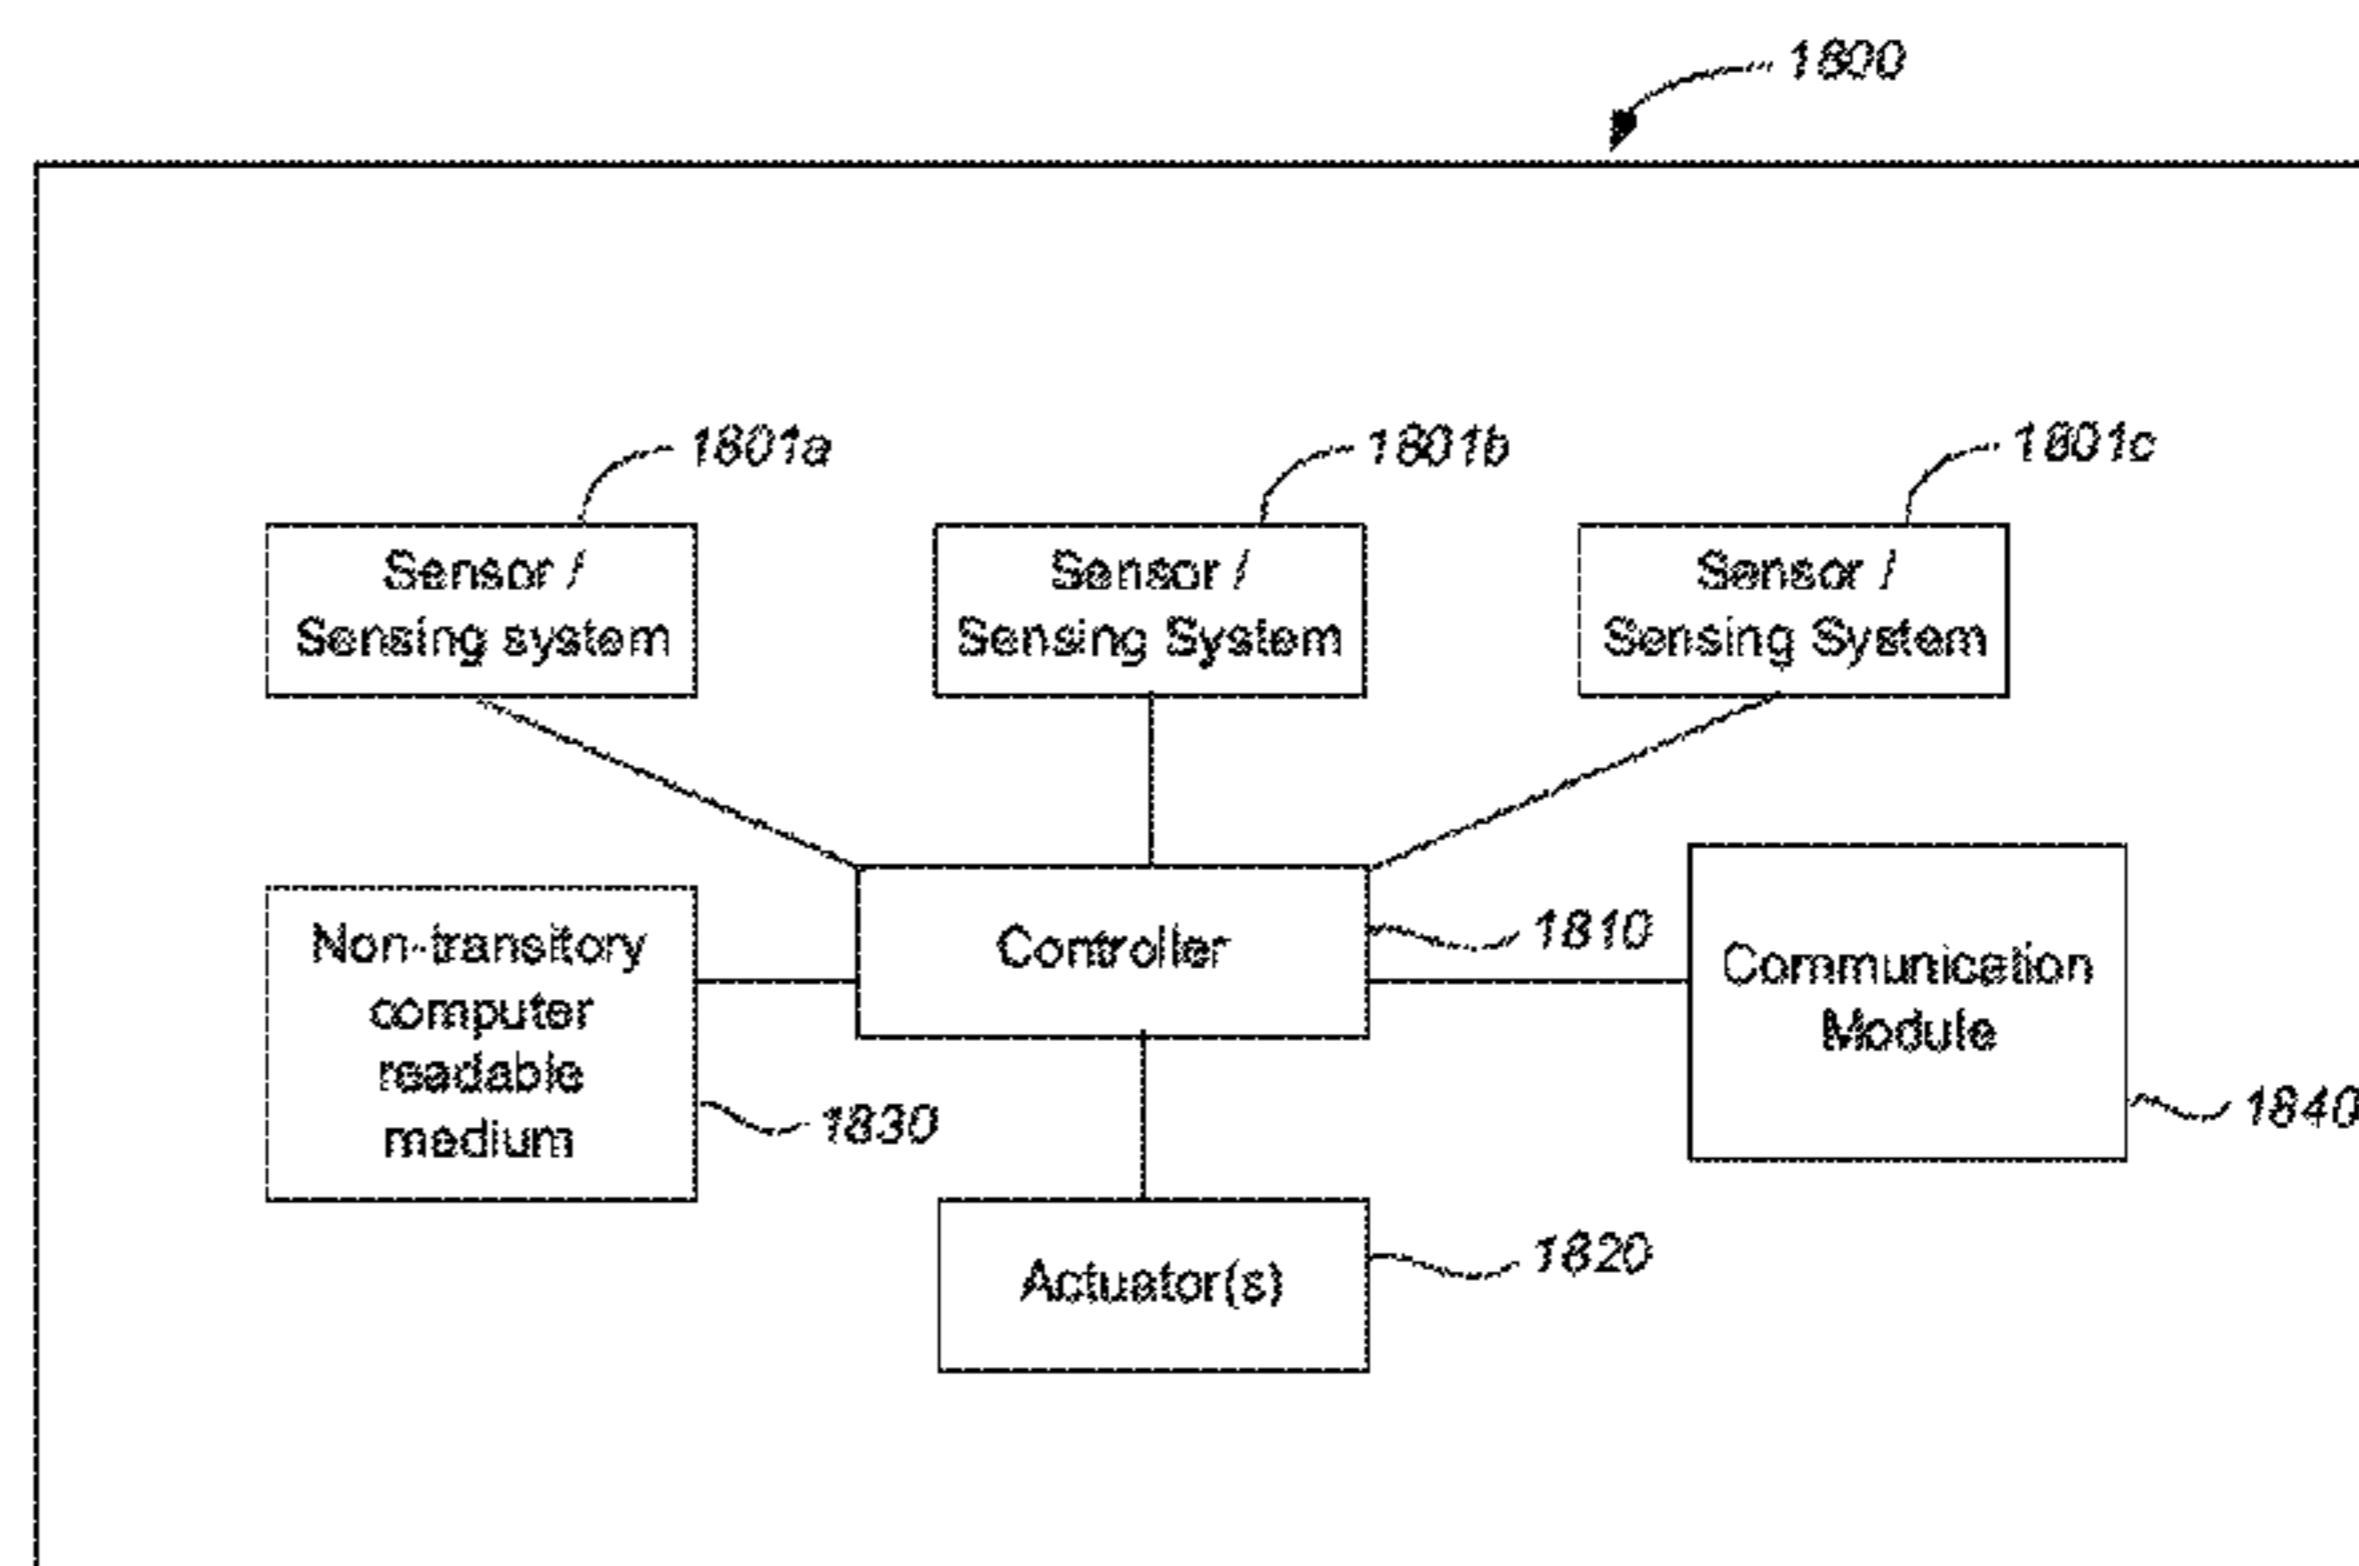 1800
1801a
1801b
1801c
Sensor /
Sensing system
Sensor /
Sensing System
Sensor /
Sensing System
Non-transitory
computer
readable
medium
1830
Controller
1810
Communication
Module
1840
Actuator(s)
1820